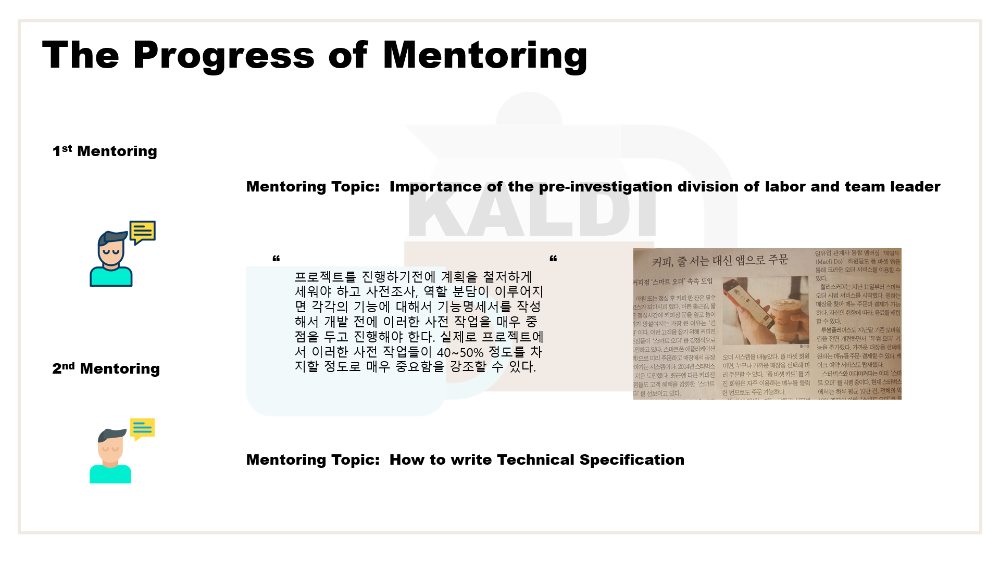 The Progress of Mentoring
1st Mentoring
Mentoring Topic: Importance of the pre-investigation division of labor and team leader
KALDI
“ “
프로젝트를 진행하기전에 계획을 철저하게
세워야 하고 사전조사, 역할 분담이 이루어지
면 각각의 기능에 대해서 기능명세서를 작성
해서 개발 전에 이러한 사전 작업을 매우 중
점을 두고 진행해야 한다. 실제로 프로젝트에
서 이러한 사전 작업들이 40~50% 정도를 차
지할 정도로 매우 중요함을 강조할 수 있다.
커피, 줄 서는 대신 앱으로 주문
커피점 ‘스마트 오더’ 속속 도입
아침 또는 점심 후 커피 한 잔은 필수
코스가 되다시피 했다. 바쁜 출근길, 짧
은 점심시간에 커피점 문을 열고 들어
가기 망설여지는 가장 큰 이유는 ‘긴
이다. 이런 고객을 잡기 위해 커피전
문점들이 ‘스마트 오더’를 경쟁적으로
도입하고 있다. 스마트폰 애플리케이션
(앱)으로 미리 주문하고 매장에서 곧장
찾아가는 시스템이다. 2014년 스타벅스
처음 도입했다. 최근엔 다른 커피전
문점들도 고객 혜택을 강화한 ‘스마트
오더’를 선보이고 있다.
폴 바셋
오더 시스템을 내놓았다. 폴 바셋 회원
이면, 누구나 가까운 매장을 선택해 미
리 주문할 수 있다. ‘폴 바셋 카드’를 가
진 회원은 자주 이용하는 메뉴를 클릭
한 번으로도 주문 가능하다.
일유업 관계사 통합 멤버십 ‘매일두
(Maeil Do)’ 회원들도 폴 바셋 앱을
통해 크라운 오더 서비스를 이용할 수
있다.
할리스커피는 지난 11일부터 스마트
오더 시범 서비스를 시작했다. 원하는
매장을 찾아 메뉴 주문과 결제가 가능
하다. 자신의 취향에 따라, 음료를 배합
할 수 있다.
투썸플레이스도 지난달 기존 모바일
앱을 전면 개편하면서 ‘투썸 오더’ 기
능을 추가했다. 가까운 매장을 선택해
원하는 메뉴를 주문·결제할 수 있다. 케
이크 예약 서비스도 탑재했다.
스타벅스와 이디야커피는 이미 ‘스마
트 오더’를 시행 중이다. 현재 스타벅스
에서는 하루 평균 10만 건, 전체의 약
2nd Mentoring
Mentoring Topic: How to write Technical Specification